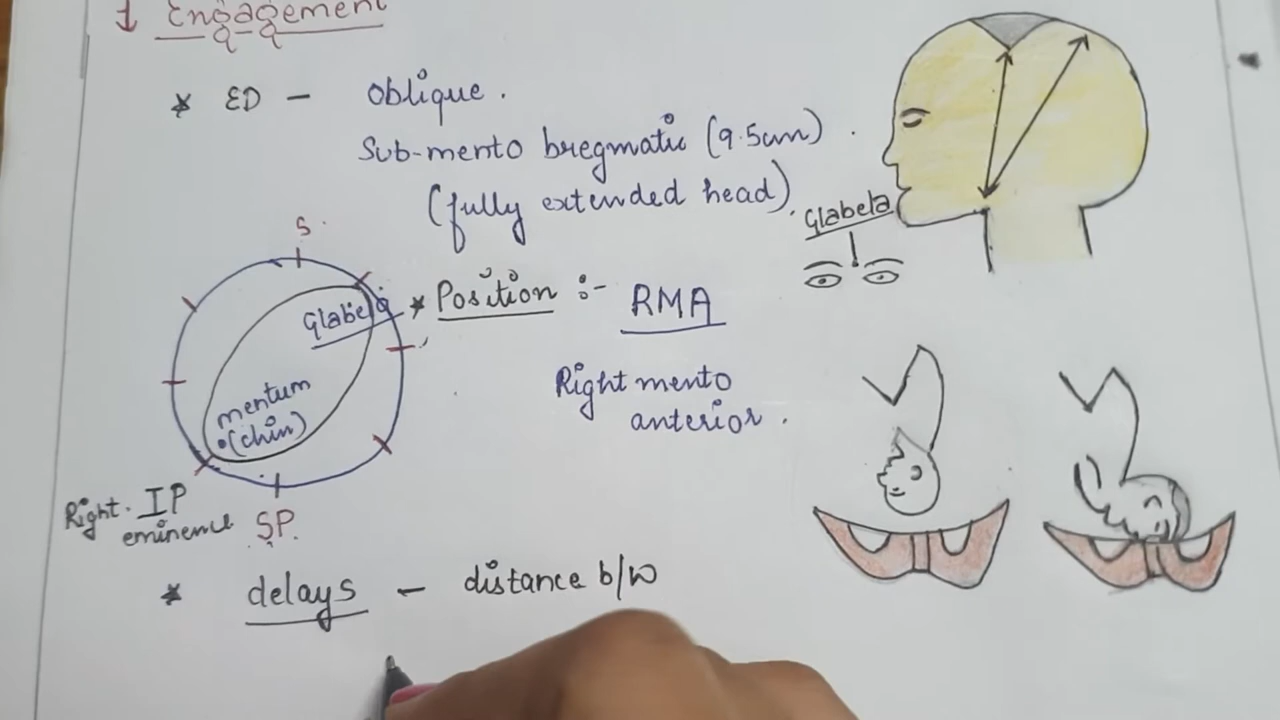 1 Engagement
* ED - Oblique.
Sub-mento bregmatic (9.5cm).
(fully extended head).
Glabela
S.
Glabela
* Position :- RMA
Right mento
anterior.
mentum
(chin)
Right. IP
eminence
SP.
* delays - distance b/w